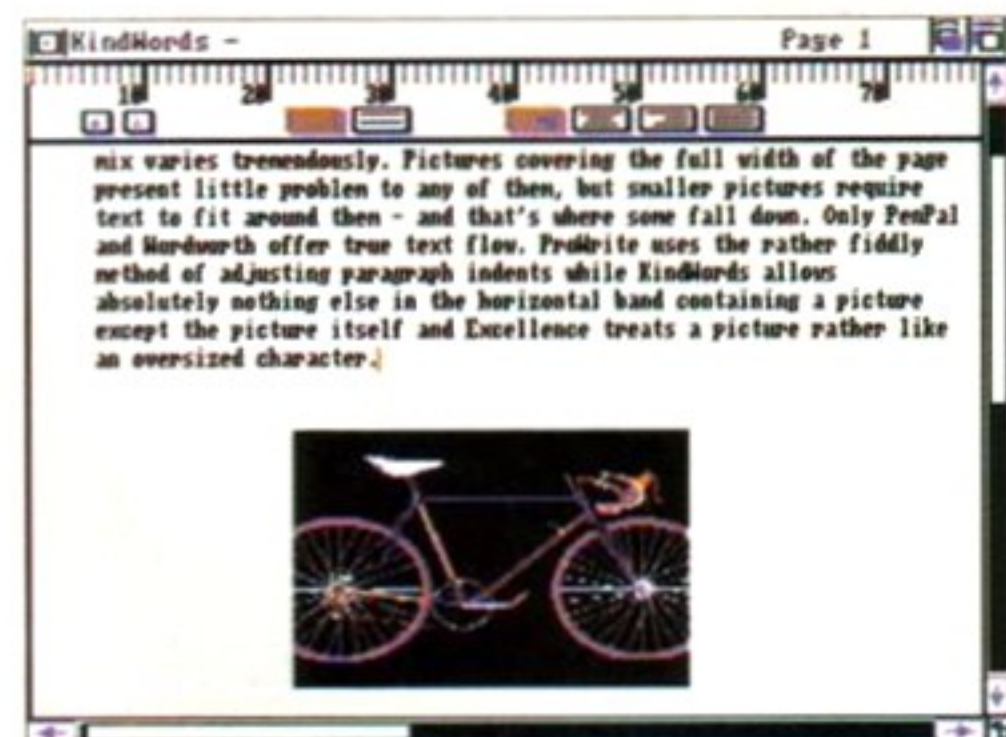 KindWords - Page 1
10 20 30 40 50 60 70
mix varies tremendously. Pictures covering the full width of the page
present little problem to any of them, but smaller pictures require
text to fit around them - and that's where some fall down. Only PenPal
and Wordworth offer true text flow. ProWrite uses the rather fiddly
method of adjusting paragraph indents while KindWords allows
absolutely nothing else in the horizontal band containing a picture
except the picture itself and Excellence treats a picture rather like
an oversized character.